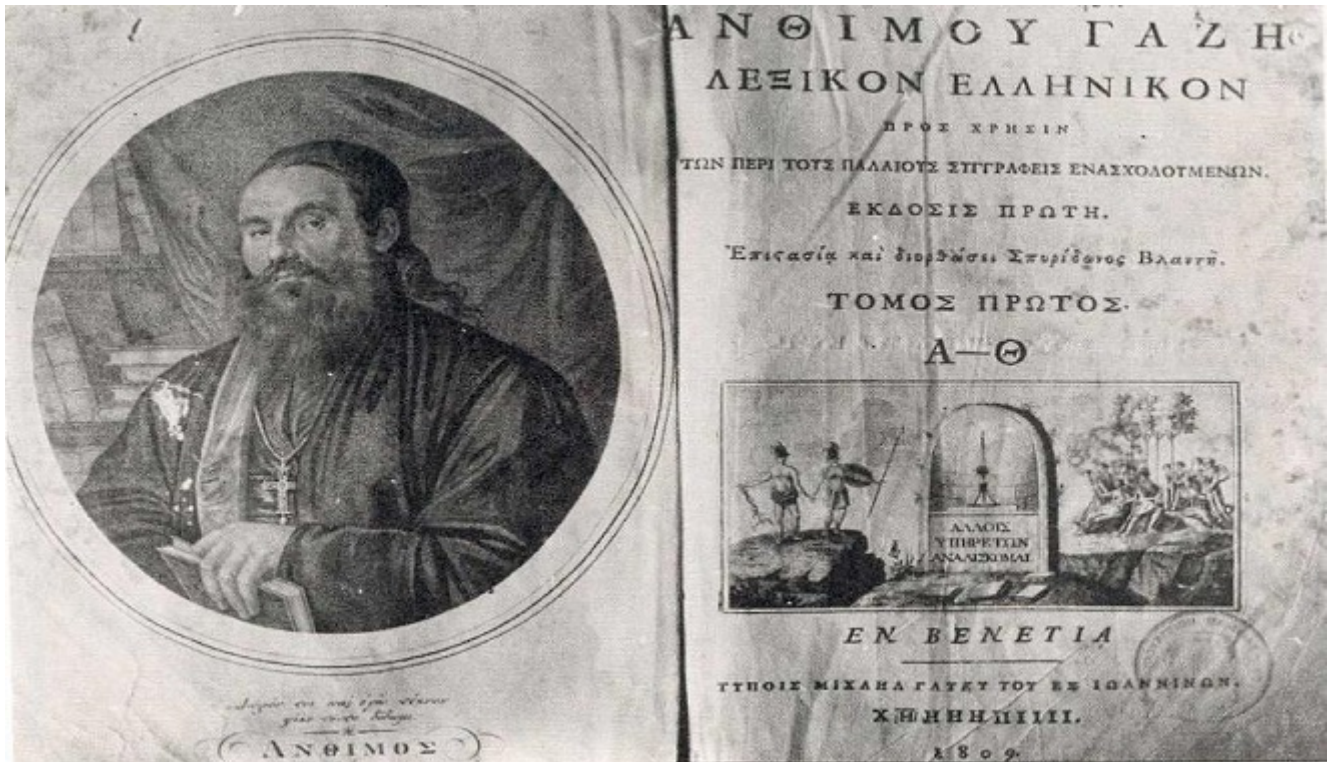 ΑΝΘΙΜΟΥ ΓΑΖΗ
ΛΕΞΙΚΟΝ ΕΛΛΗΝΙΚΟΝ
ΠΡΟΣ ΧΡΗΣΙΝ
ΤΩΝ ΠΕΡΙ ΤΟΥΣ ΠΑΛΑΙΟΥΣ ΣΥΓΓΡΑΦΕΙΣ ΕΝΑΣΧΟΛΟΥΜΕΝΩΝ.
ΕΚΔΟΣΙΣ ΠΡΩΤΗ.
Ἐπιϛασίᾳ καὶ διορθώσει Σπυρίδωνος Βλαντῆ.
ΤΟΜΟΣ ΠΡΩΤΟΣ.
Α—Θ
ΑΛΛΟΙΣ
ΥΠΗΡΕΤΩΝ
ΑΝΑΛΙΣΚΟΜΑΙ
ΕΝ ΒΕΝΕΤΙΑ
ΤΥΠΟΙΣ ΜΙΧΑΗΛ ΓΛΥΚΥ ΤΟΥ ΕΞ ΙΩΑΝΝΙΝΩΝ.
1809.
ΑΝΘΙΜΟΣ